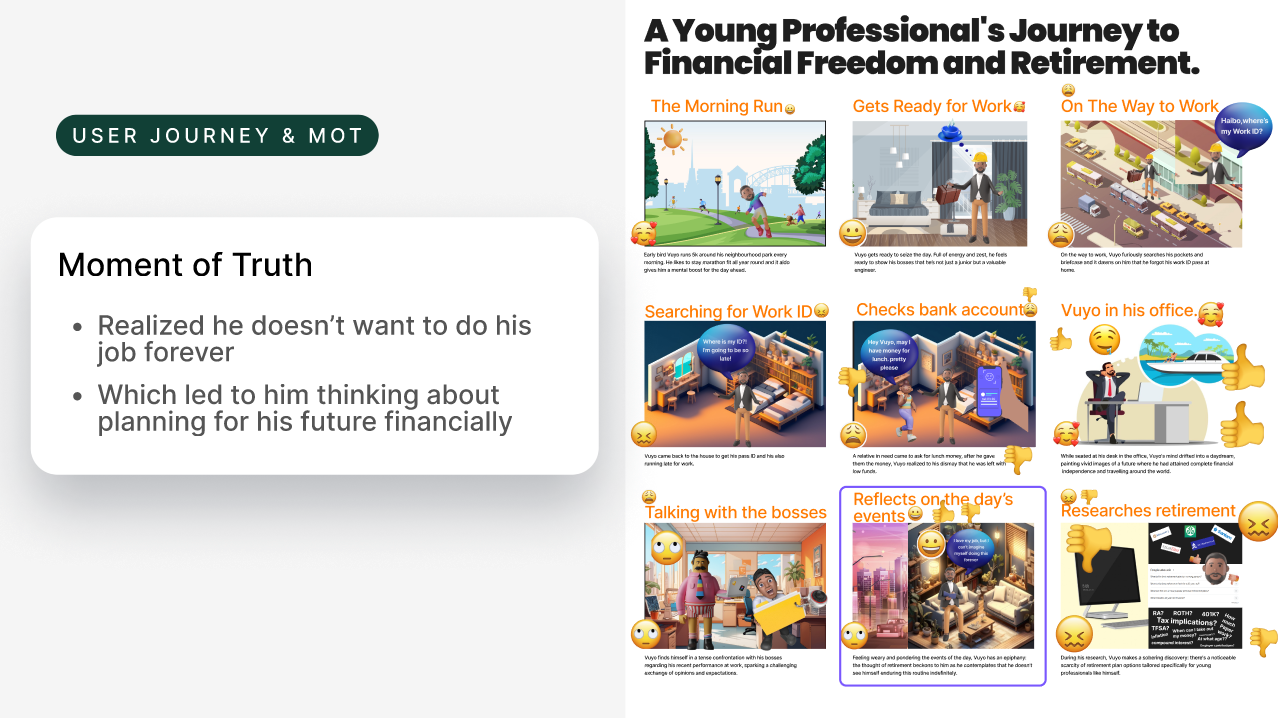 USER JOURNEY & MOT
Moment of Truth
• Realized he doesn’t want to do his
job forever
• Which led to him thinking about
planning for his future financially
A Young Professional's Journey to
Financial Freedom and Retirement.
The Morning Run
Early bird Vuyo runs 5k around his neighbourhood park every
morning. He likes to stay marathon fit all year round and it aldo
gives him a mental boost for the day ahead.
Gets Ready for Work
Vuyo gets ready to seize the day. Full of energy and zest, he feels
ready to show his bosses that he's not just a junior but a valuable
engineer.
On The Way to Work
Haibo,where's
my Work ID?
On the way to work, Vuyo furiously searches his pockets and
briefcase and it dawns on him that he forgot his work ID pass at
home.
Searching for Work ID
Where is my ID?!
I'm going to be so
late!
Vuyo came back to the house to get his pass ID and his also
running late for work.
Checks bank account
Hey Vuyo, may I
have money for
lunch, pretty
please
A relative in need came to ask for lunch money, after he gave
them the money, Vuyo realized to his dismay that he was left with
low funds.
Vuyo in his office.
While seated at his desk in the office, Vuyo's mind drifted into a daydream,
painting vivid images of a future where he had attained complete financial
independence and travelling around the world.
Talking with the bosses
Vuyo finds himself in a tense confrontation with his bosses
regarding his recent performance at work, sparking a challenging
exchange of opinions and expectations.
Reflects on the day’s
events
I love my job, but I
can't imagine
myself doing this
forever
Feeling weary and pondering the events of the day, Vuyo has an epiphany:
the thought of retirement beckons to him as he contemplates that he doesn't
see himself enduring this routine indefinitely.
Researches retirement
RA? ROTH? 401K?
How much
Tax implications?
TFSA?
When can I take out
my money?
inflation
compound interest?
At what age??
During his research, Vuyo makes a sobering discovery: there's a noticeable
scarcity of retirement plan options tailored specifically for young
professionals like himself.